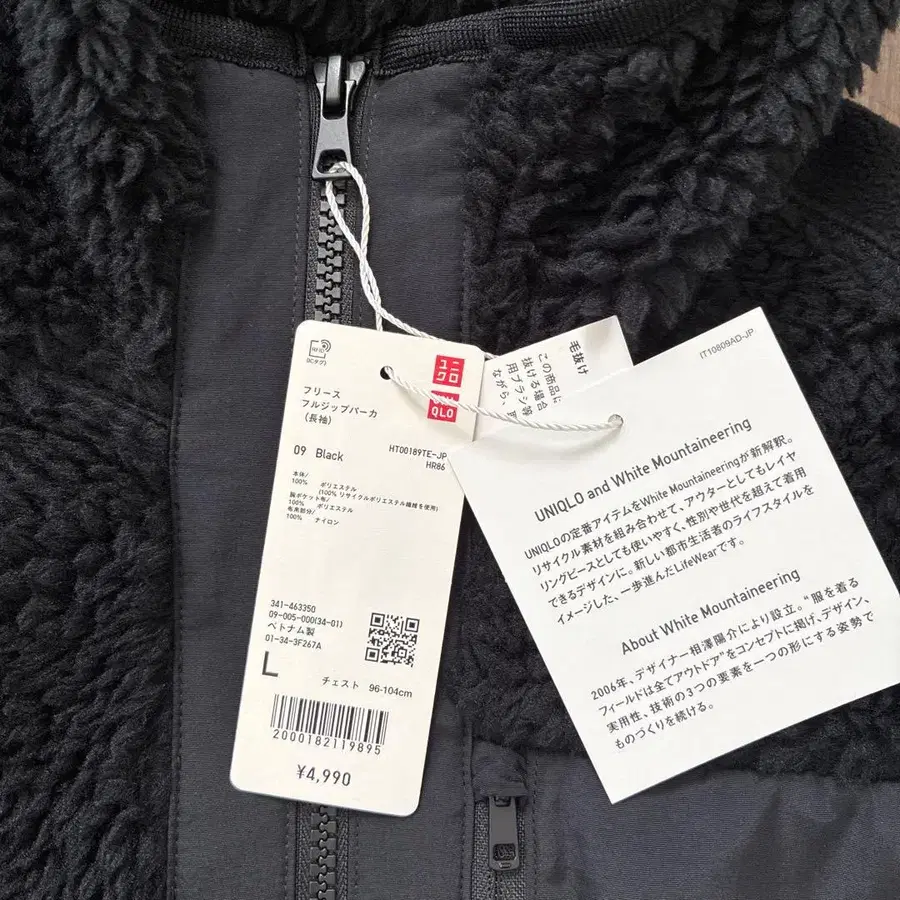 ICタグ
ユニ
クロ
UNI
QLO
フリース
フルジップパーカ
(長袖)
09 Black
HT00189TE-JP
HR86
本体/
100% ポリエステル
(100% リサイクルポリエステル繊維を使用)
胸ポケット布/
100% ポリエステル
布帛部分/
100% ナイロン
341-463350
09-005-000(34-01)
ベトナム製
01-34-3F267A
L
チェスト 96-104cm
2000182119895
¥4,990
毛抜け
この商品に
抜ける場合
用ブラシ等
ながら、
IT10809AD-JP
UNIQLO and White Mountaineering
UNIQLOの定番アイテムをWhite Mountaineeringが新解釈。
リサイクル素材を組み合わせて、アウターとしてもレイヤ
リングピースとしても使いやすく、性別や世代を超えて着用
できるデザインに。新しい都市生活者のライフスタイルを
イメージした、一歩進んだLifeWearです。
About White Mountaineering
2006年、デザイナー相澤陽介により設立。“服を着る
フィールドは全てアウトドア”をコンセプトに掲げ、デザイン、
実用性、技術の3つの要素を一つの形にする姿勢で
ものづくりを続ける。